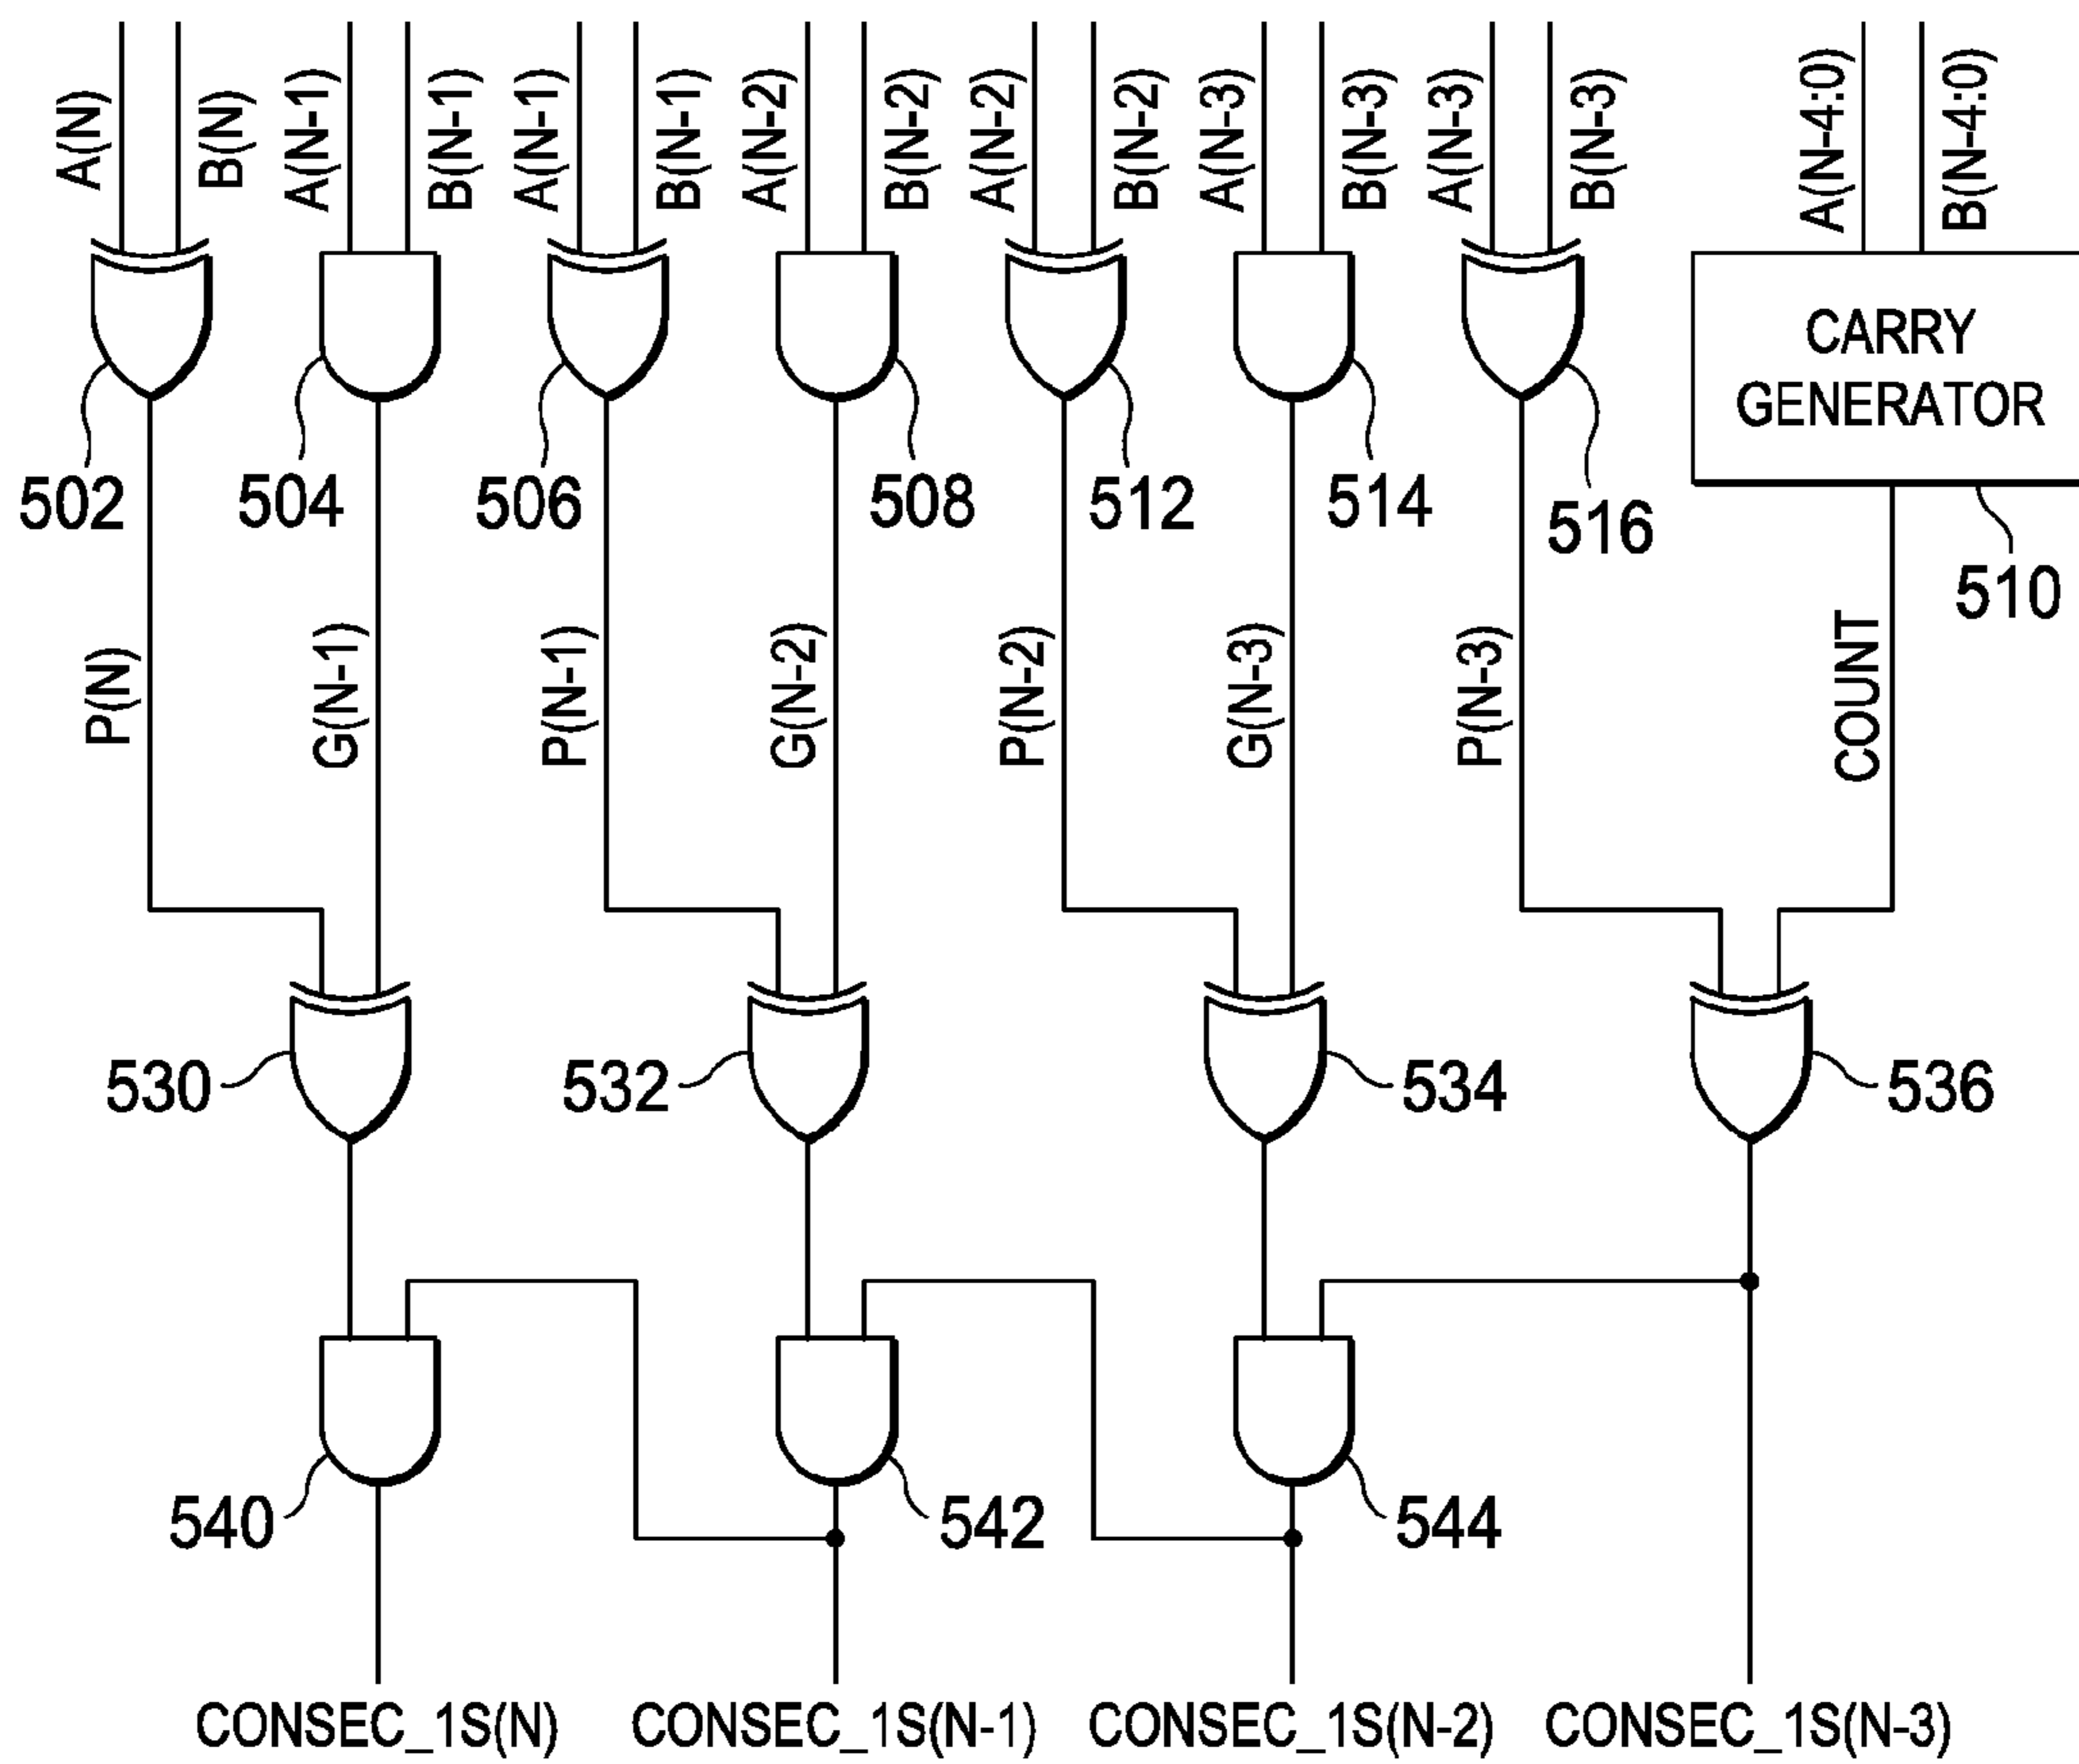 A(N)
B(N)
A(N-1)
B(N-1)
A(N-1)
B(N-1)
A(N-2)
B(N-2)
A(N-2)
B(N-2)
A(N-3)
B(N-3)
A(N-3)
B(N-3)
A(N-4:0)
B(N-4:0)
CARRY
GENERATOR
502
504
506
508
512
514
516
510
P(N)
G(N-1)
P(N-1)
G(N-2)
P(N-2)
G(N-3)
P(N-3)
COUNT
530
532
534
536
540
542
544
CONSEC_1S(N)
CONSEC_1S(N-1)
CONSEC_1S(N-2)
CONSEC_1S(N-3)